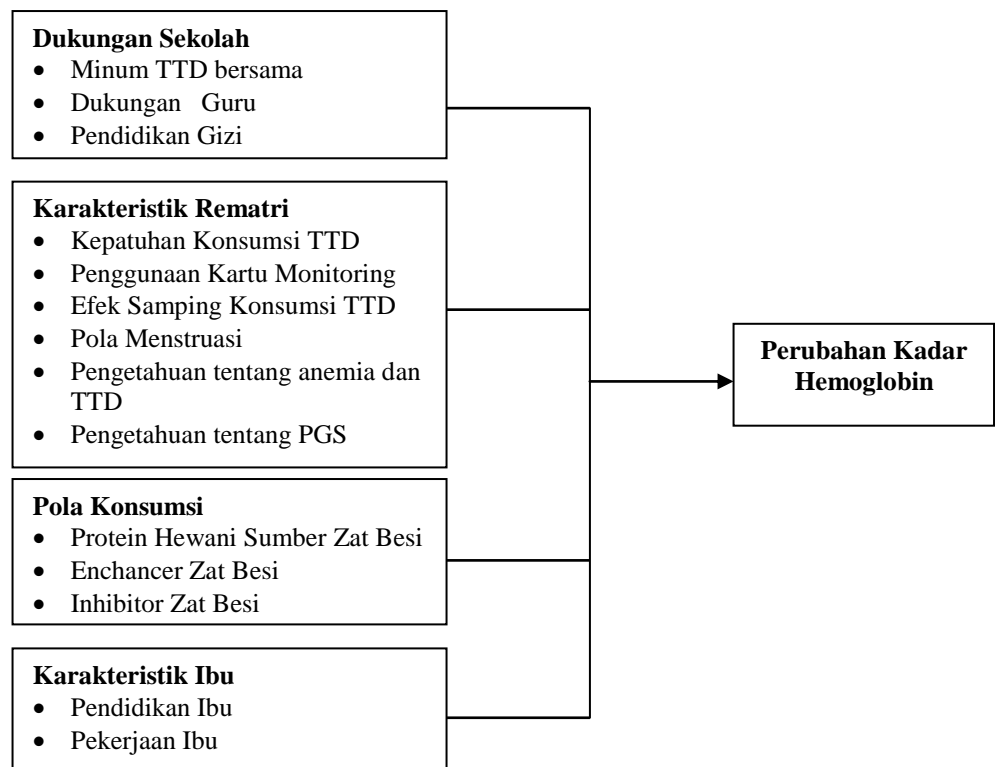 Dukungan Sekolah
• Minum TTD bersama
• Dukungan Guru
• Pendidikan Gizi
Karakteristik Rematri
• Kepatuhan Konsumsi TTD
• Penggunaan Kartu Monitoring
• Efek Samping Konsumsi TTD
• Pola Menstruasi
• Pengetahuan tentang anemia dan
TTD
• Pengetahuan tentang PGS
Pola Konsumsi
• Protein Hewani Sumber Zat Besi
• Enchancer Zat Besi
• Inhibitor Zat Besi
Karakteristik Ibu
• Pendidikan Ibu
• Pekerjaan Ibu
Perubahan Kadar
Hemoglobin